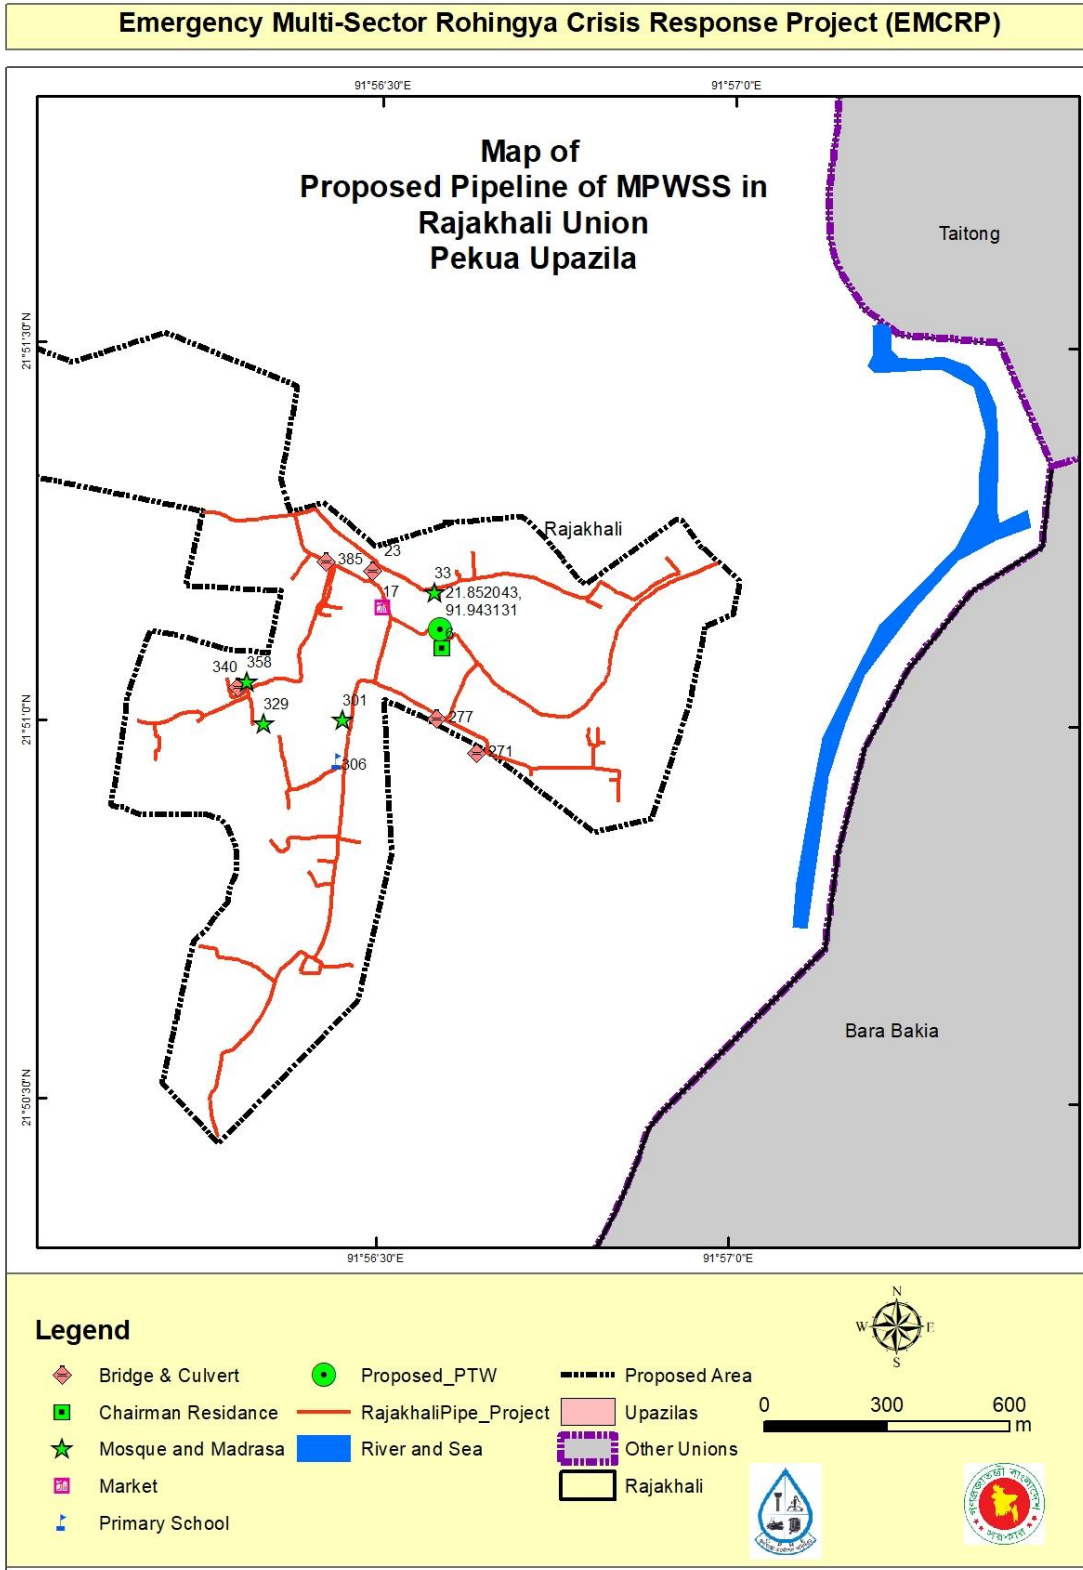 Emergency Multi-Sector Rohingya Crisis Response Project (EMCRP)
91°56'30"E
91°57'0"E
Map of
Proposed Pipeline of MPWSS in
Rajakhali Union
Pekua Upazila
Taitong
21°51'30"N
Rajakhali
23
385
33
17
21.852043,
91.943131
6
358
340
329
301
277
21°51'0"N
271
306
Bara Bakia
21°50'30"N
91°56'30"E
91°57'0"E
Legend
Bridge & Culvert
Chairman Residance
Mosque and Madrasa
Market
Primary School
Proposed_PTW
RajakhaliPipe_Project
River and Sea
Proposed Area
Upazilas
Other Unions
Rajakhali
N
W
E
S
0
300
600
m